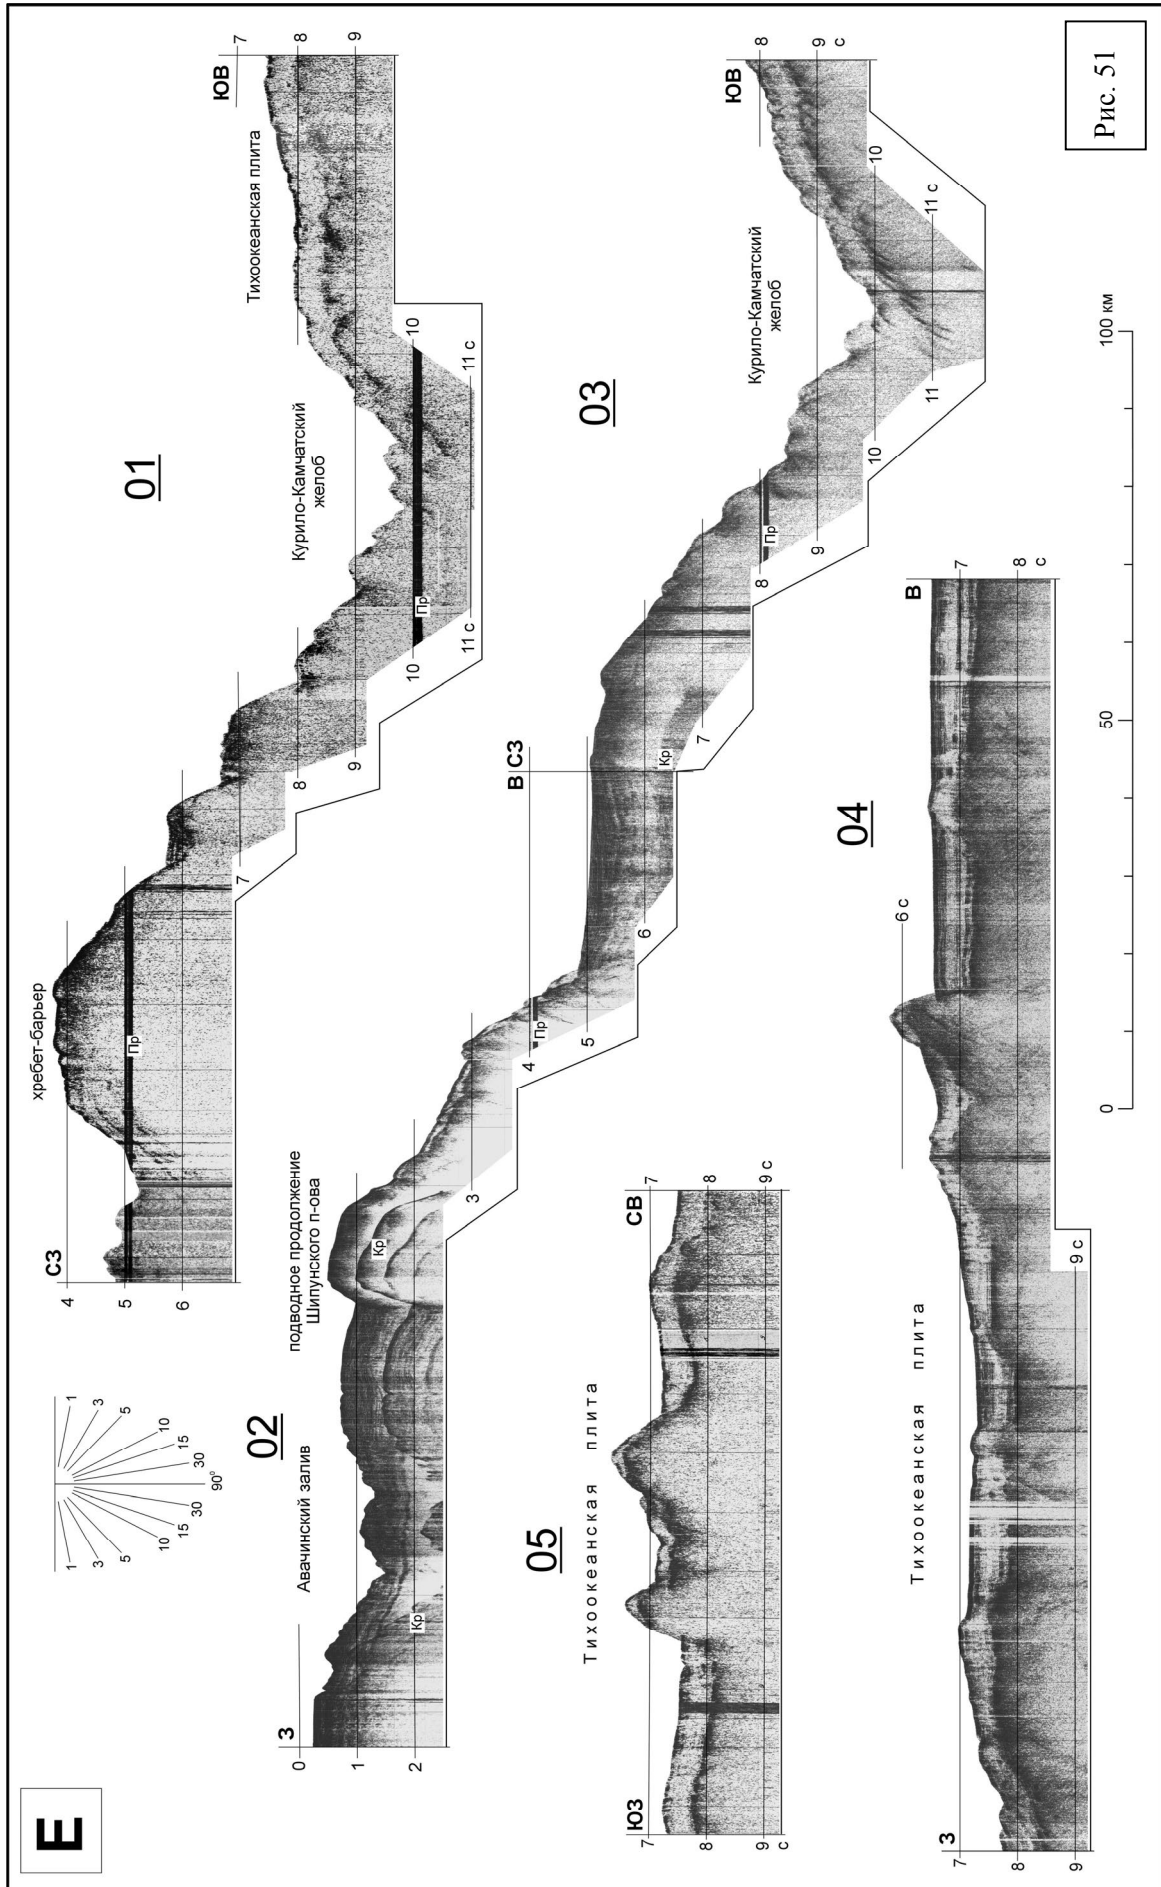 Е
Рис. 51
01
СЗ
ЮВ
хребет-барьер
Курило-Камчатский
желоб
Тихоокеанская плита
4
5
6
7
8
9
10
11 с
Пр
Пр
7
8
9
10
11 с
1
3
5
10
15
30
90°
30
15
10
5
3
1
02
З
Авачинский залив
подводное продолжение
Шипунского п-ова
0
1
2
3
4
5
6
Кр
Кр
Пр
В
СЗ
03
Кр
7
8
9
10
11
Пр
Курило-Камчатский
желоб
ЮВ
8
9
с
10
11 с
05
ЮЗ
СВ
Тихоокеанская плита
7
8
9
с
7
8
9 с
04
З
В
Тихоокеанская плита
7
8
9
6 с
9 с
7
8
с
0
50
100 км